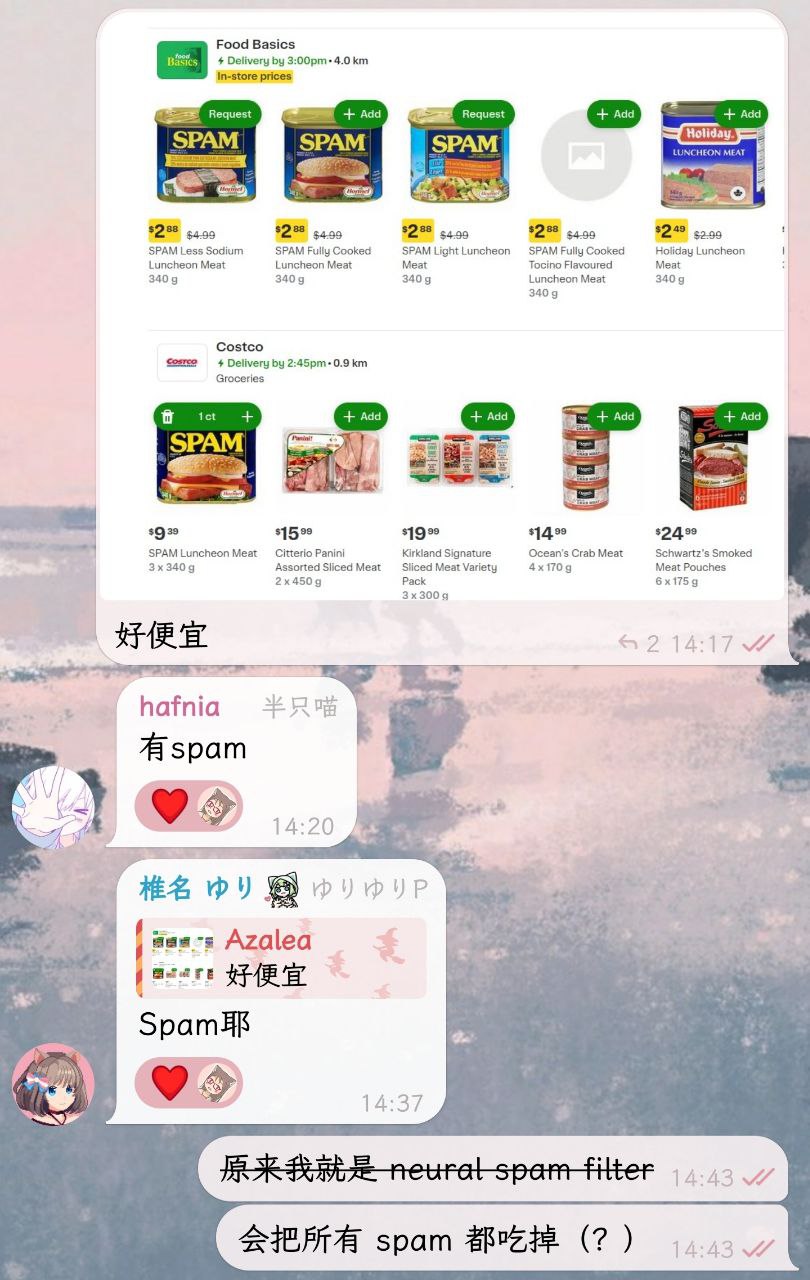 Food Basics
Delivery by 3:00pm • 4.0 km
In-store prices
Request
+ Add
Request
+ Add
+ Add
SPAM
SPAM
SPAM
Holiday
LUNCHEON MEAT
$2 88 $4.99
$2 88 $4.99
$2 88 $4.99
$2 88 $4.99
$2 49 $2.99
SPAM Less Sodium
Luncheon Meat
340 g
SPAM Fully Cooked
Luncheon Meat
340 g
SPAM Light Luncheon
Meat
340 g
SPAM Fully Cooked
Tocino Flavoured
Luncheon Meat
340 g
Holiday Luncheon
Meat
340 g
Costco
Delivery by 2:45pm • 0.9 km
Groceries
1 ct +
+ Add
+ Add
+ Add
+ Add
SPAM
Panini!
$9 39
SPAM Luncheon Meat
3 x 340 g
$15 99
Citterio Panini
Assorted Sliced Meat
2 x 450 g
$19 99
Kirkland Signature
Sliced Meat Variety
Pack
3 x 300 g
$14 99
Ocean's Crab Meat
4 x 170 g
$24 99
Schwartz's Smoked
Meat Pouches
6 x 175 g
好便宜
2 14:17
hafnia 半只喵
有spam
14:20
椎名 ゆり ゆりゆりP
Azalea
好便宜
Spam耶
14:37
原来我就是 neural spam filter 14:43
会把所有 spam 都吃掉（？） 14:43